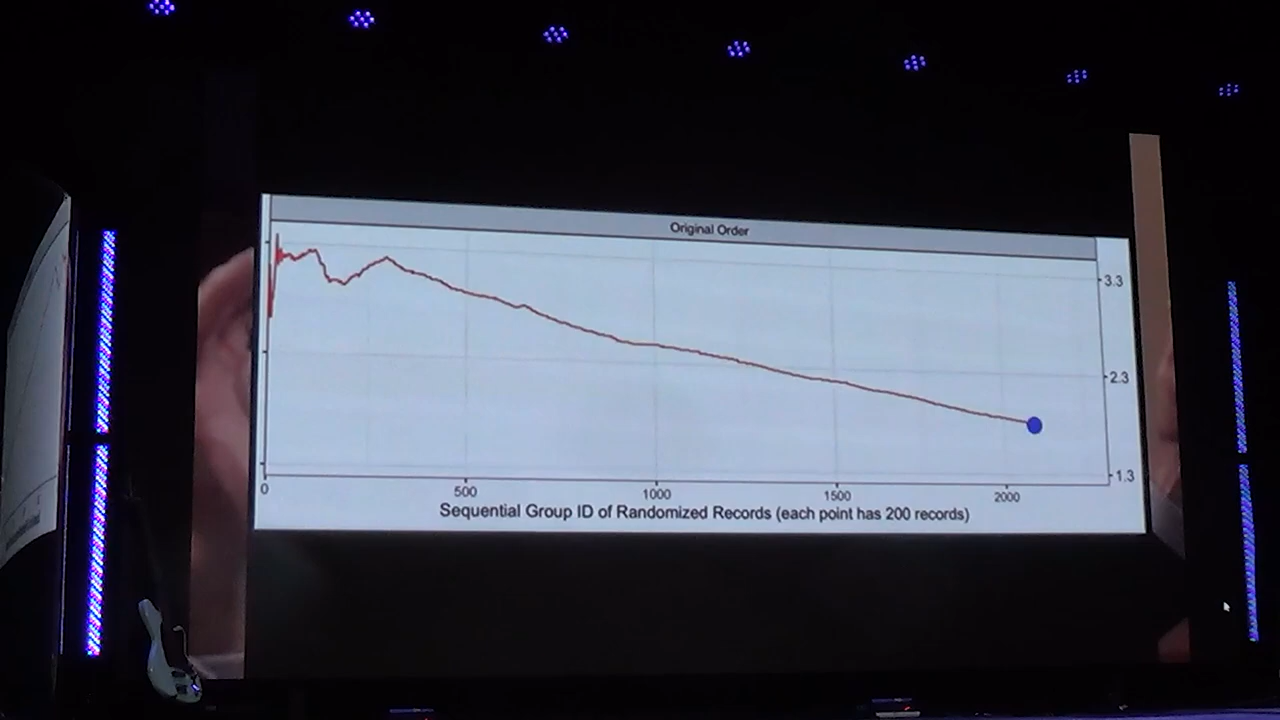 Original Order
3.3
2.3
1.3
0 500 1000 1500 2000
Sequential Group ID of Randomized Records (each point has 200 records)